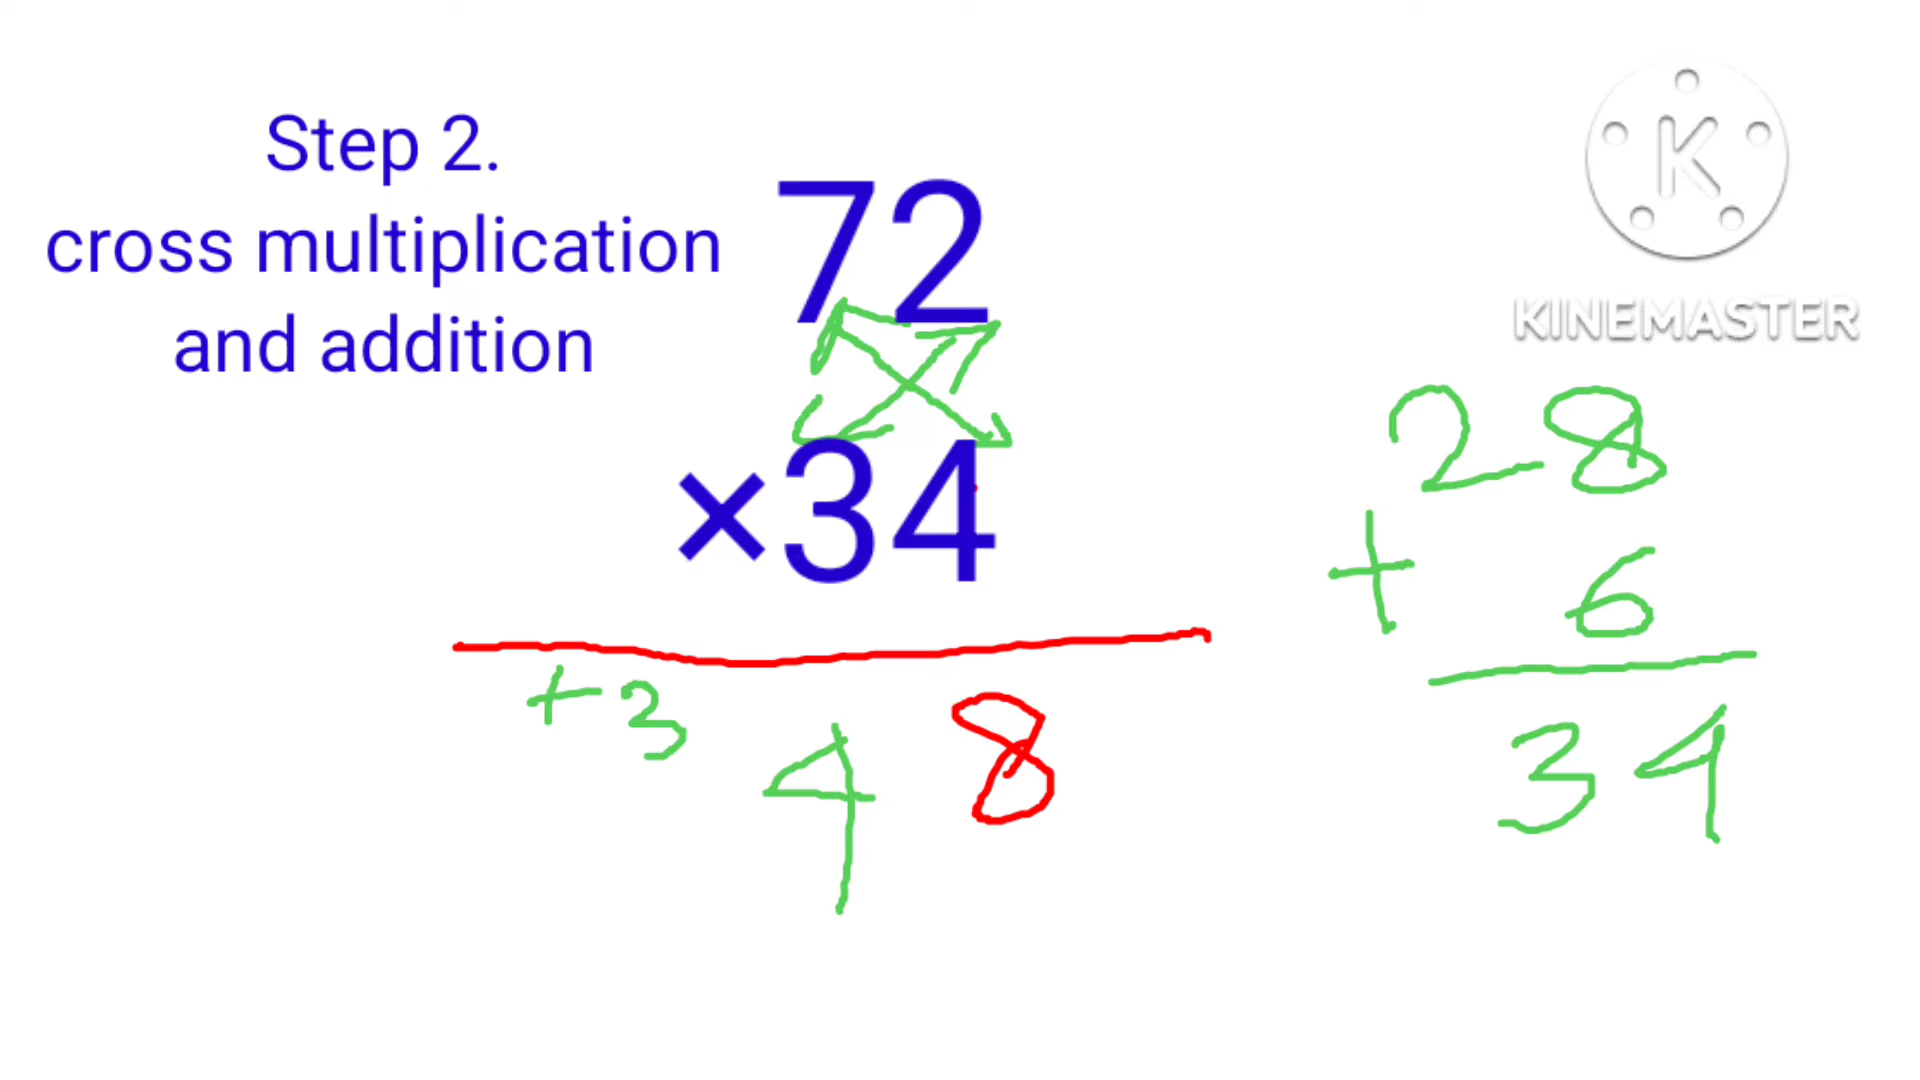 Step 2.
cross multiplication
and addition
72
×34
+3 4 8
K
KINEMASTER
28
+ 6
34